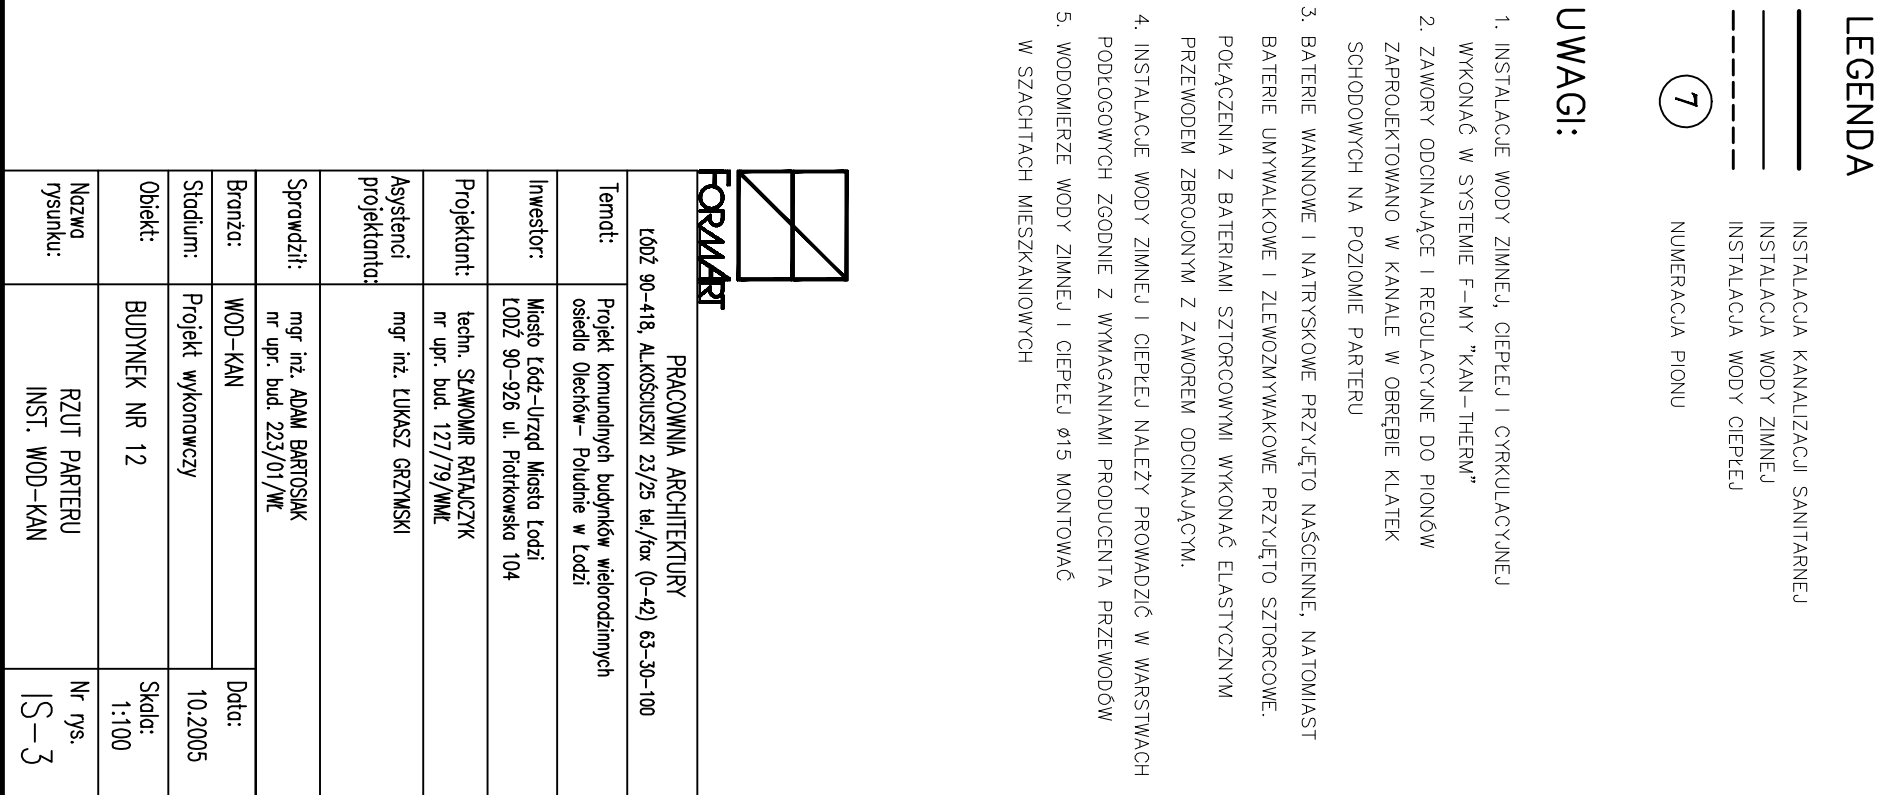 LEGENDA
INSTALACJA KANALIZACJI SANITARNEJ
INSTALACJA WODY ZIMNEJ
INSTALACJA WODY CIEPŁEJ
7 NUMERACJA PIONU
UWAGI:
1. INSTALACJE WODY ZIMNEJ, CIEPŁEJ I CYRKULACYJNEJ
WYKONAĆ W SYSTEMIE F-MY "KAN-THERM"
2. ZAWORY ODCINAJĄCE I REGULACYJNE DO PIONÓW
ZAPROJEKTOWANO W KANALE W OBRĘBIE KLATEK
SCHODOWYCH NA POZIOMIE PARTERU
3. BATERIE WANNOWE I NATRYSKOWE PRZYJĘTO NAŚCIENNE, NATOMIAST
BATERIE UMYWALKOWE I ZLEWOZMYWAKOWE PRZYJĘTO SZTORCOWE.
POŁĄCZENIA Z BATERIAMI SZTORCOWYMI WYKONAĆ ELASTYCZNYM
PRZEWODEM ZBROJONYM Z ZAWOREM ODCINAJĄCYM.
4. INSTALACJE WODY ZIMNEJ I CIEPŁEJ NALEŻY PROWADZIĆ W WARSTWACH
PODŁOGOWYCH ZGODNIE Z WYMAGANIAMI PRODUCENTA PRZEWODÓW
5. WODOMIERZE WODY ZIMNEJ I CIEPŁEJ ø15 MONTOWAĆ
W SZACHTACH MIESZKANIOWYCH
FORMART
PRACOWNIA ARCHITEKTURY
ŁÓDŹ 90-418, AL.KOŚCIUSZKI 23/25 tel./fax (0-42) 63-30-100
Temat: Projekt komunalnych budynków wielorodzinnych
osiedla Olechów- Południe w Łodzi
Inwestor: Miasto Łódź-Urząd Miasta Łodzi
ŁODŹ 90-926 ul. Piotrkowska 104
Projektant: techn. SŁAWOMIR RATAJCZYK
nr upr. bud. 127/79/WMŁ
Asystenci
projektanta: mgr inż. ŁUKASZ GRZYMSKI
Sprawdził: mgr inż. ADAM BARTOSIAK
nr upr. bud. 223/01/WŁ
Branża: WOD-KAN Data:
Stadium: Projekt wykonawczy 10.2005
Obiekt: BUDYNEK NR 12 Skala:
1:100
Nazwa
rysunku: RZUT PARTERU
INST. WOD-KAN
Nr rys.
IS-3